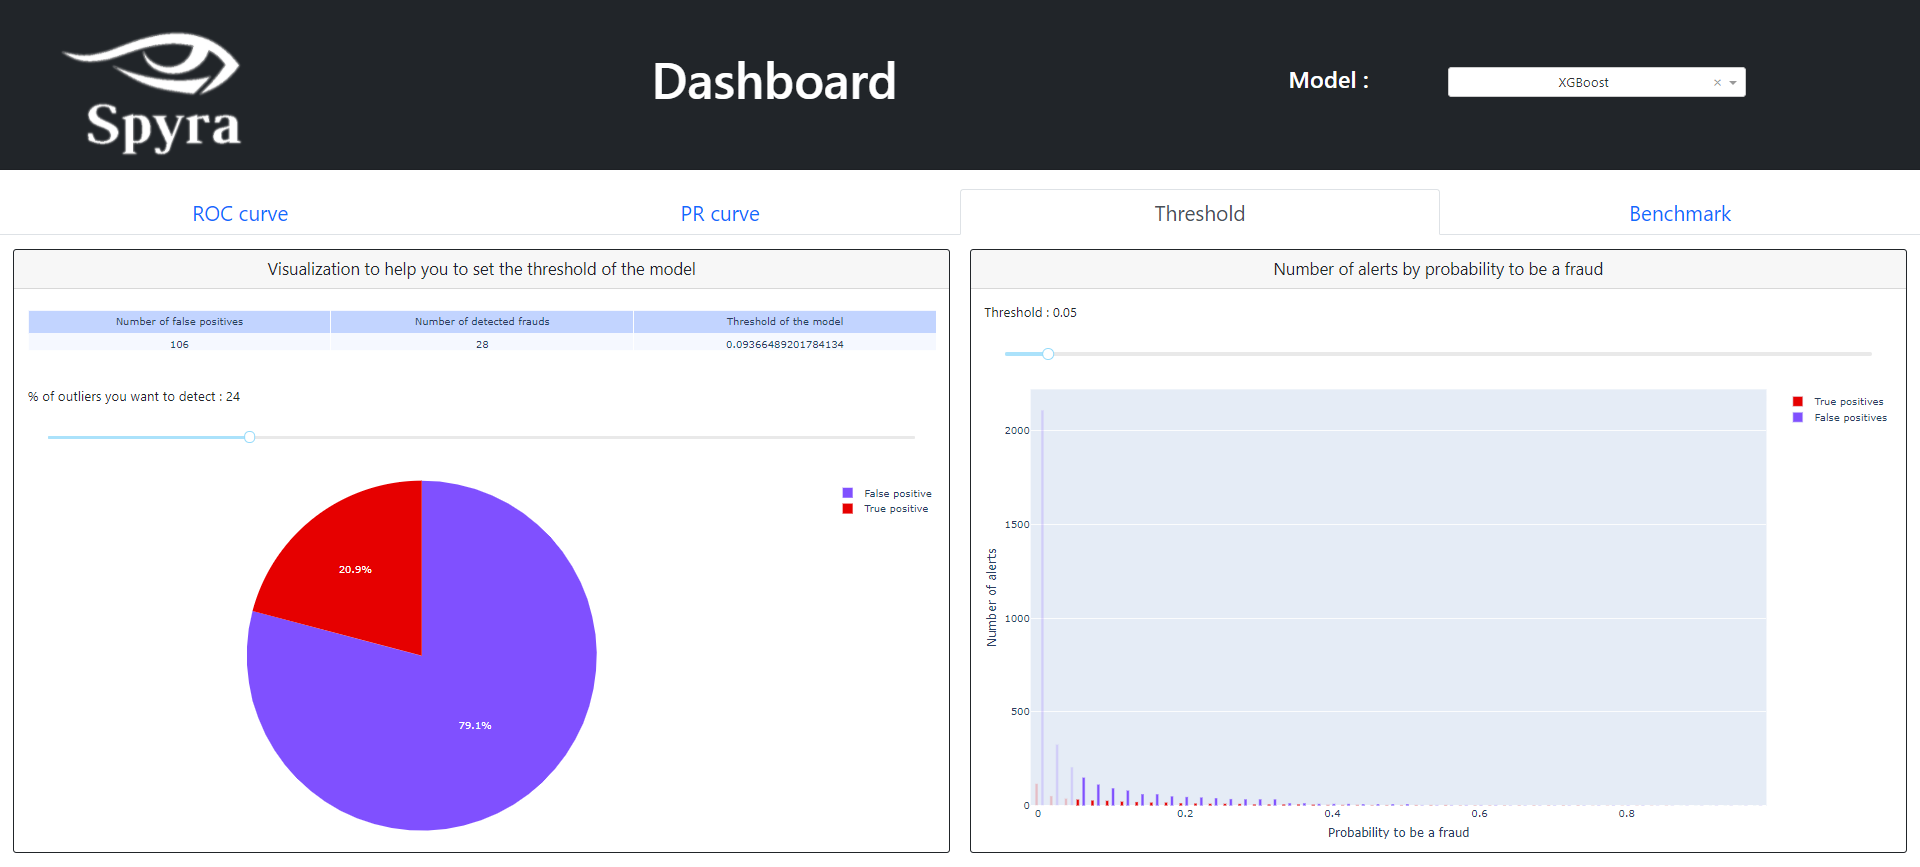 Spyra
Dashboard
Model :
XGBoost
ROC curve
PR curve
Threshold
Benchmark
Visualization to help you to set the threshold of the model
Number of false positives
Number of detected frauds
Threshold of the model
106
28
0.09366489201784134
% of outliers you want to detect : 24
False positive
True positive
20.9%
79.1%
Number of alerts by probability to be a fraud
Threshold : 0.05
True positives
False positives
Number of alerts
2000
1500
1000
500
0
0
0.2
0.4
0.6
0.8
Probability to be a fraud